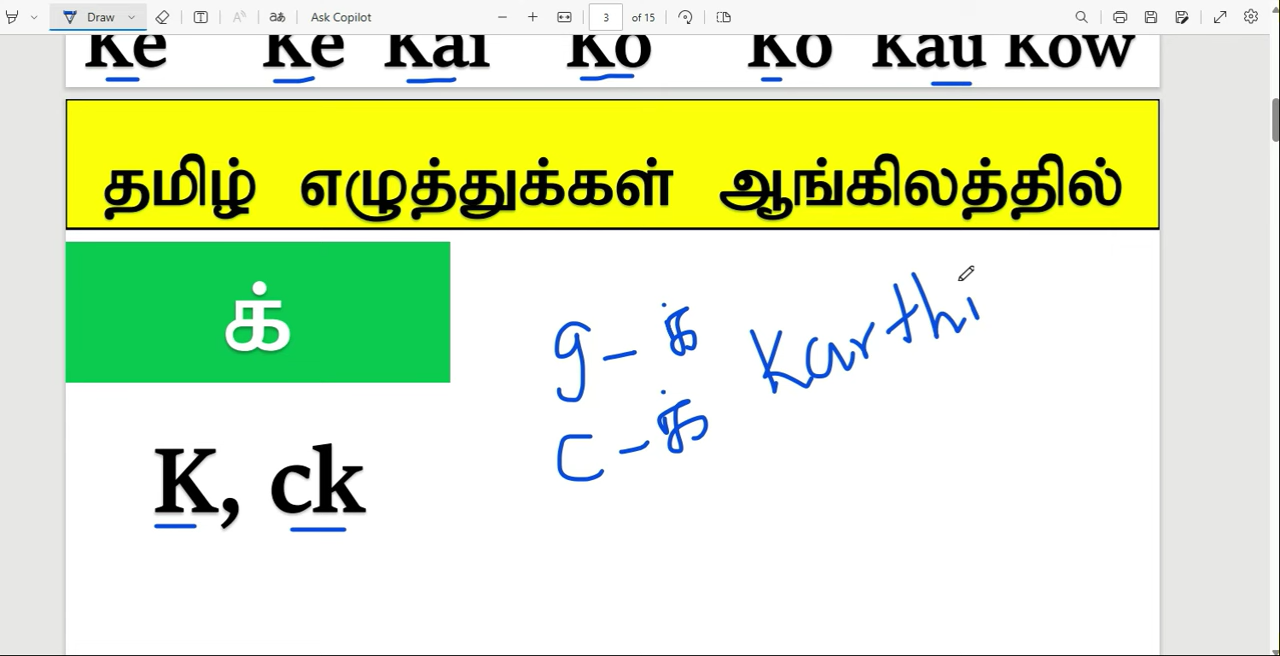 Draw
Ask Copilot
3 of 15
Ke Ke Kai Ko Ko Kau Kow
தமிழ் எழுத்துக்கள் ஆங்கிலத்தில்
க்
g - க்
Karthi
c - க்
K, ck